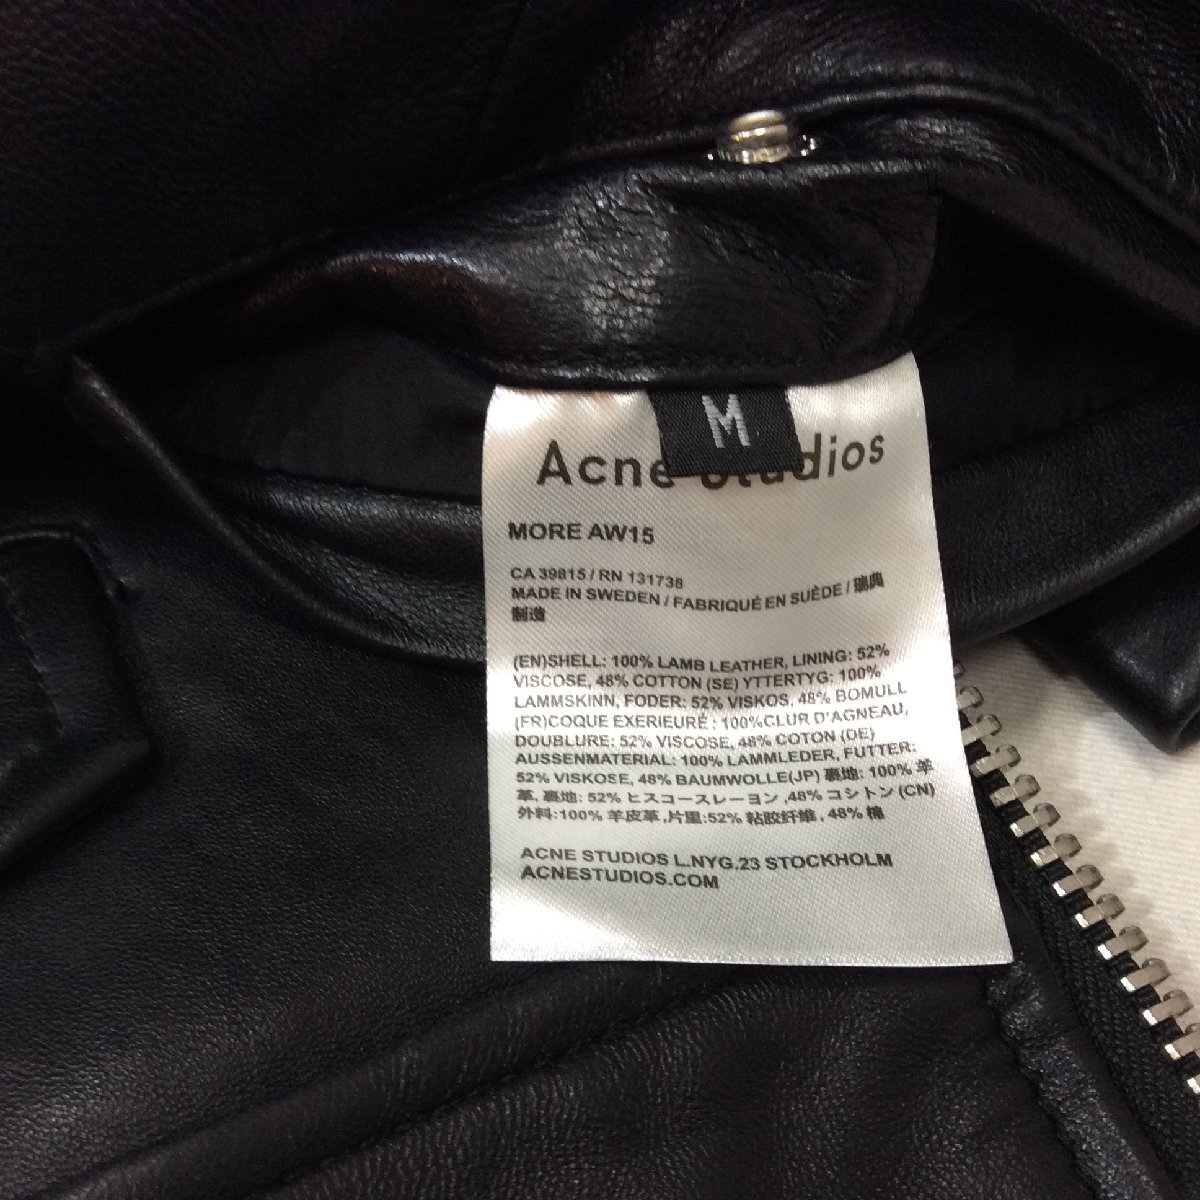 M
Acne Studios
MORE AW15
CA 39815 / RN 131738
MADE IN SWEDEN / FABRIQUÉ EN SUÈDE / 瑞典
制造
(EN)SHELL: 100% LAMB LEATHER, LINING: 52%
VISCOSE, 48% COTTON (SE) YTTERTYG: 100%
LAMMSKINN, FODER: 52% VISKOS, 48% BOMULL
(FR)COQUE EXERIEURÉ : 100%CLUR D'AGNEAU,
DOUBLURE: 52% VISCOSE, 48% COTON (DE)
AUSSENMATERIAL: 100% LAMMLEDER, FUTTER:
52% VISKOSE, 48% BAUMWOLLE(JP) 裏地: 100% 羊
革, 裏地: 52% ヒスコースレーヨン ,48% コシトン (CN)
外料:100% 羊皮革 ,片里:52% 粘胶纤维 , 48% 棉
ACNE STUDIOS L.NYG.23 STOCKHOLM
ACNESTUDIOS.COM